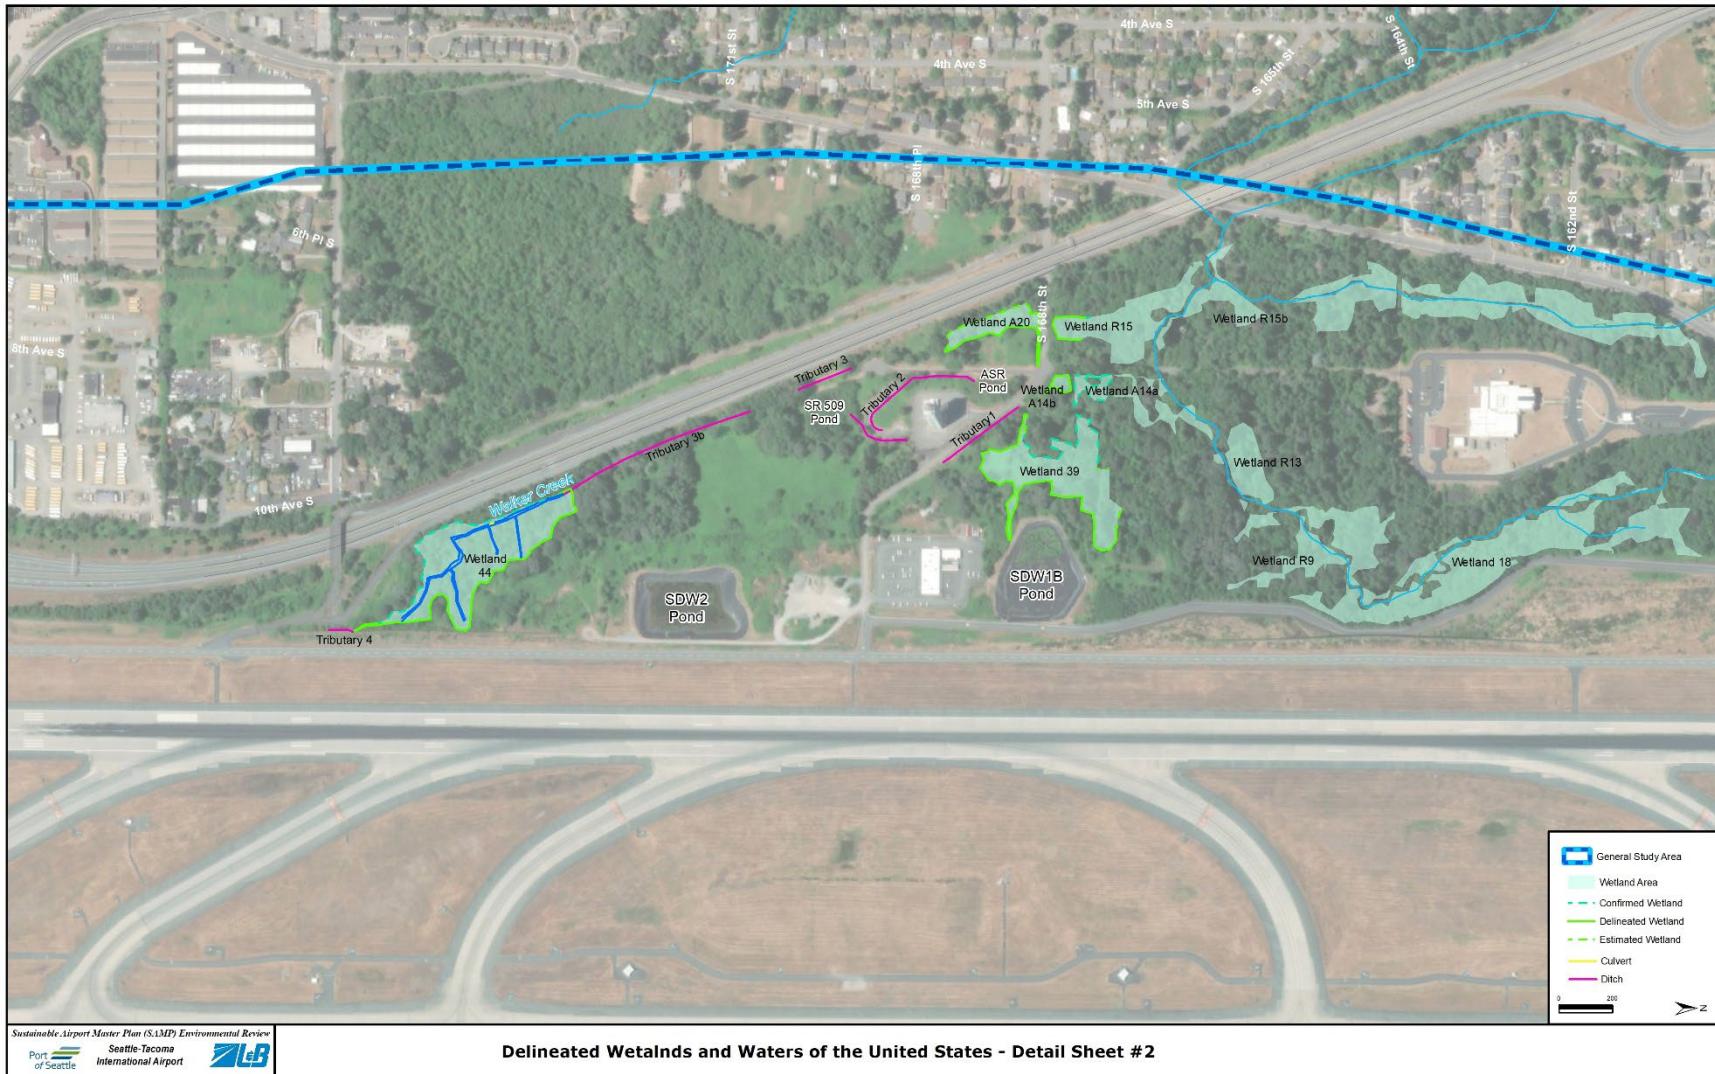 4th Ave S
S 171st St
4th Ave S
S 164th St
S 165th St
5th Ave S
S 168th Pl
S 162nd St
6th Pl S
8th Ave S
10th Ave S
S 168th St
Wetland A20
Wetland R15
Wetland R15b
Tributary 3
Tributary 2
ASR
Pond
Wetland
A14b
Wetland A14a
SR 509
Pond
Tributary1
Tributary 3b
Wetland 39
Wetland R13
Walker Creek
Wetland
44
Wetland R9
Wetland 18
SDW2
Pond
SDW1B
Pond
Tributary 4
General Study Area
Wetland Area
Confirmed Wetland
Delineated Wetland
Estimated Wetland
Culvert
Ditch
0 200
N
Sustainable Airport Master Plan (SAMP) Environmental Review
Port
of Seattle
Seattle-Tacoma
International Airport
L&B
Delineated Wetalnds and Waters of the United States - Detail Sheet #2